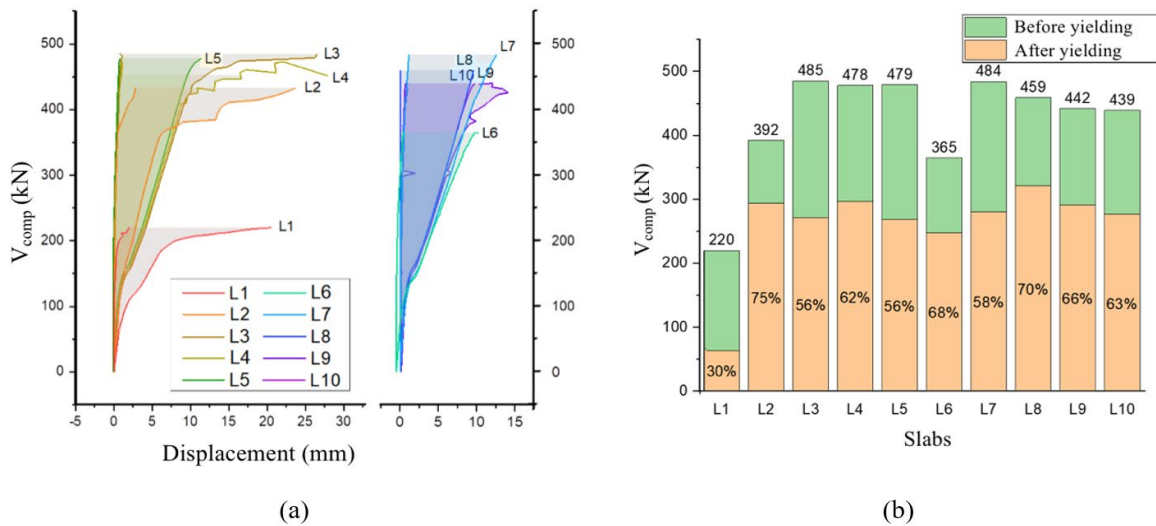 500
400
300
200
100
0
V_comp (kN)
L5
L3
L4
L2
L1
L1 L6
L2 L7
L3 L8
L4 L9
L5 L10
-5 0 5 10 15 20 25 30
L7
L8
L10 L9
L6
500
400
300
200
100
0
0 5 10 15
Displacement (mm)
(a)
Before yielding
After yielding
500
400
300
200
100
0
V_comp (kN)
220 392 485 478 479 365 484 459 442 439
30% 75% 56% 62% 56% 68% 58% 70% 66% 63%
L1 L2 L3 L4 L5 L6 L7 L8 L9 L10
Slabs
(b)